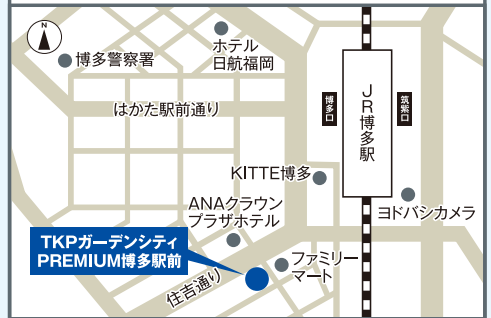 N
ホテル
日航福岡
博多警察署
はかた駅前通り
博多口
JR博多駅
筑紫口
KITTE博多
ANAクラウン
プラザホテル
ヨドバシカメラ
TKPガーデンシティ
PREMIUM博多駅前
ファミリー
マート
住吉通り